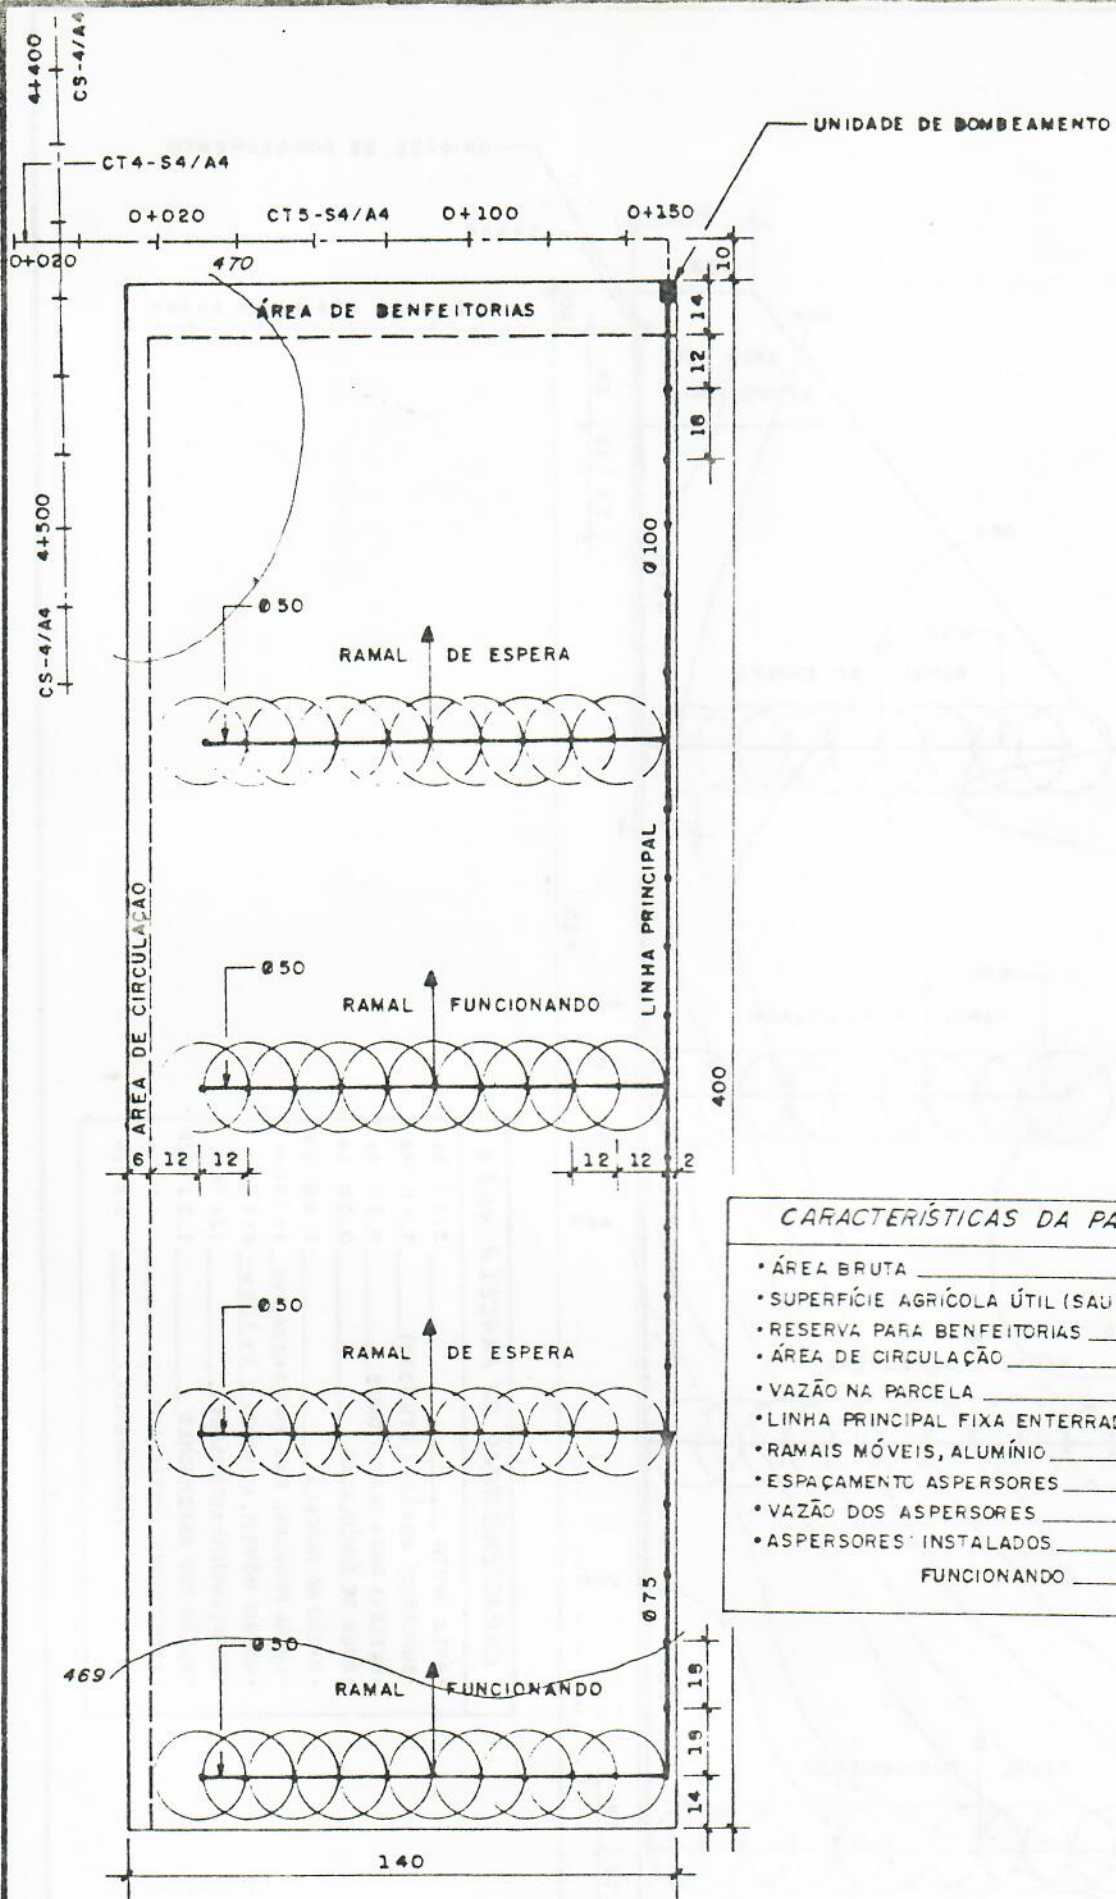 4+400
CS-4/A4
UNIDADE DE BOMBEAMENTO
CT4-S4/A4
0+020
CT5-S4/A4
0+100
0+150
0+020
470
10
ÁREA DE BENFEITORIAS
14
12
18
4+500
CS-4/A4
Ø100
Ø50
RAMAL DE ESPERA
LINHA PRINCIPAL
ÁREA DE CIRCULAÇÃO
Ø50
RAMAL FUNCIONANDO
400
6 12 12 12 12 2
CARACTERÍSTICAS DA PA
• ÁREA BRUTA
• SUPERFÍCIE AGRÍCOLA ÚTIL (SAU
• RESERVA PARA BENFEITORIAS
• ÁREA DE CIRCULAÇÃO
• VAZÃO NA PARCELA
• LINHA PRINCIPAL FIXA ENTERRAD
• RAMAIS MÓVEIS, ALUMÍNIO
• ESPAÇAMENTO ASPERSORES
• VAZÃO DOS ASPERSORES
• ASPERSORES INSTALADOS
FUNCIONANDO
Ø50
RAMAL DE ESPERA
Ø75
Ø50
469
RAMAL FUNCIONANDO
18
18
14
140